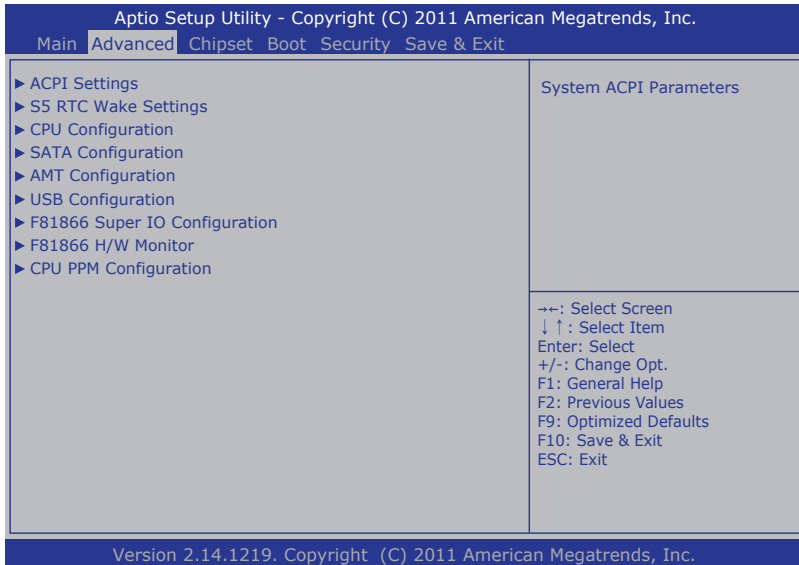 Aptio Setup Utility - Copyright (C) 2011 American Megatrends, Inc.
Main Advanced Chipset Boot Security Save & Exit
► ACPI Settings
► S5 RTC Wake Settings
► CPU Configuration
► SATA Configuration
► AMT Configuration
► USB Configuration
► F81866 Super IO Configuration
► F81866 H/W Monitor
► CPU PPM Configuration
System ACPI Parameters
→←: Select Screen
↓↑: Select Item
Enter: Select
+/-: Change Opt.
F1: General Help
F2: Previous Values
F9: Optimized Defaults
F10: Save & Exit
ESC: Exit
Version 2.14.1219. Copyright (C) 2011 American Megatrends, Inc.